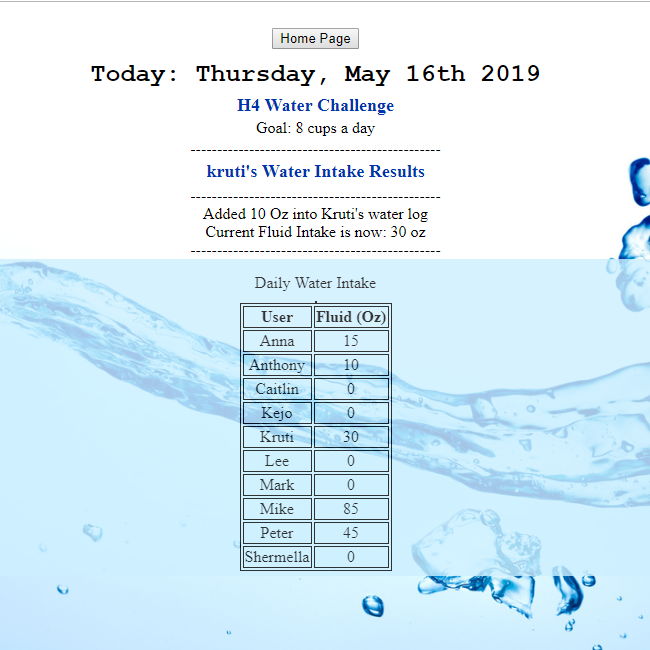 Home Page
Today: Thursday, May 16th 2019
H4 Water Challenge
Goal: 8 cups a day
-----------------------------------------------
kruti's Water Intake Results
-----------------------------------------------
Added 10 Oz into Kruti's water log
Current Fluid Intake is now: 30 oz
-----------------------------------------------
Daily Water Intake
User Fluid (Oz)
Anna 15
Anthony 10
Caitlin 0
Kejo 0
Kruti 30
Lee 0
Mark 0
Mike 85
Peter 45
Shermella 0